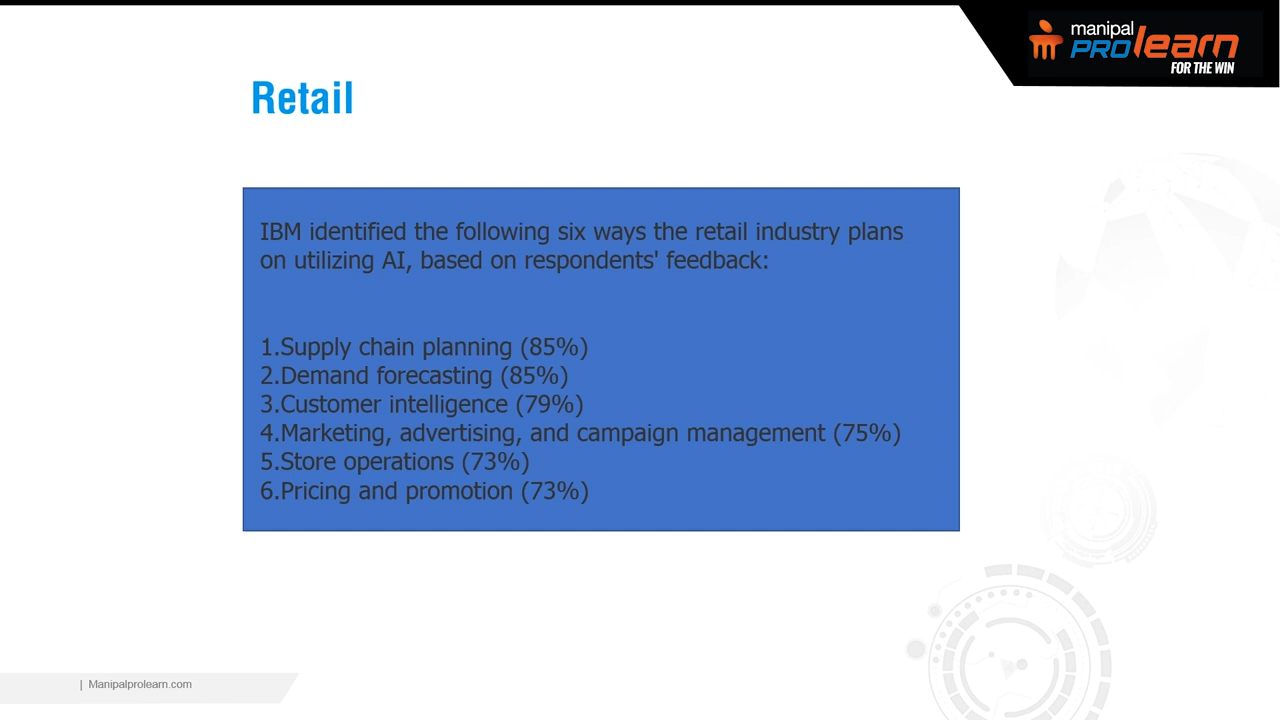 manipal
PROlearn
FOR THE WIN
Retail
IBM identified the following six ways the retail industry plans
on utilizing AI, based on respondents' feedback:
1.Supply chain planning (85%)
2.Demand forecasting (85%)
3.Customer intelligence (79%)
4.Marketing, advertising, and campaign management (75%)
5.Store operations (73%)
6.Pricing and promotion (73%)
| Manipalprolearn.com